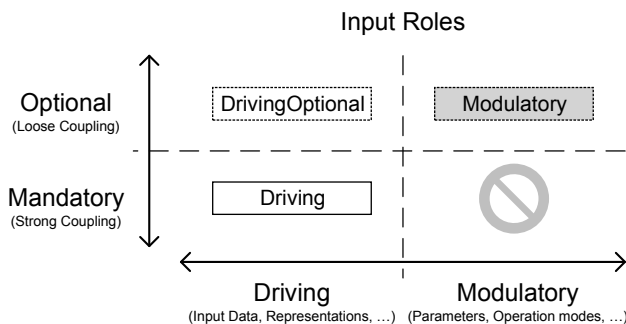 Input Roles
Optional
(Loose Coupling)
DrivingOptional
Modulatory
Mandatory
(Strong Coupling)
Driving
Driving
(Input Data, Representations, ...)
Modulatory
(Parameters, Operation modes, ...)